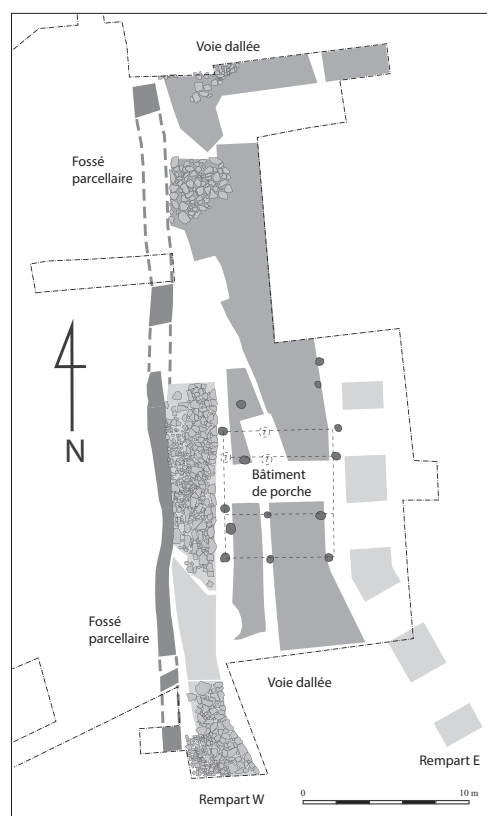 Voie dallée
Fossé
parcellaire
N
?
? ?
Bâtiment
de porche
Fossé
parcellaire
Voie dallée
Rempart E
Rempart W
0 10 m